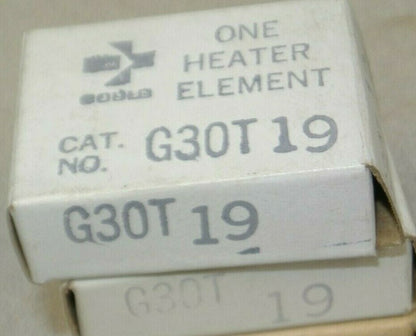 ONE
HEATER
ELEMENT
CAT. NO. G30T 19
G30T 19
G30T 19